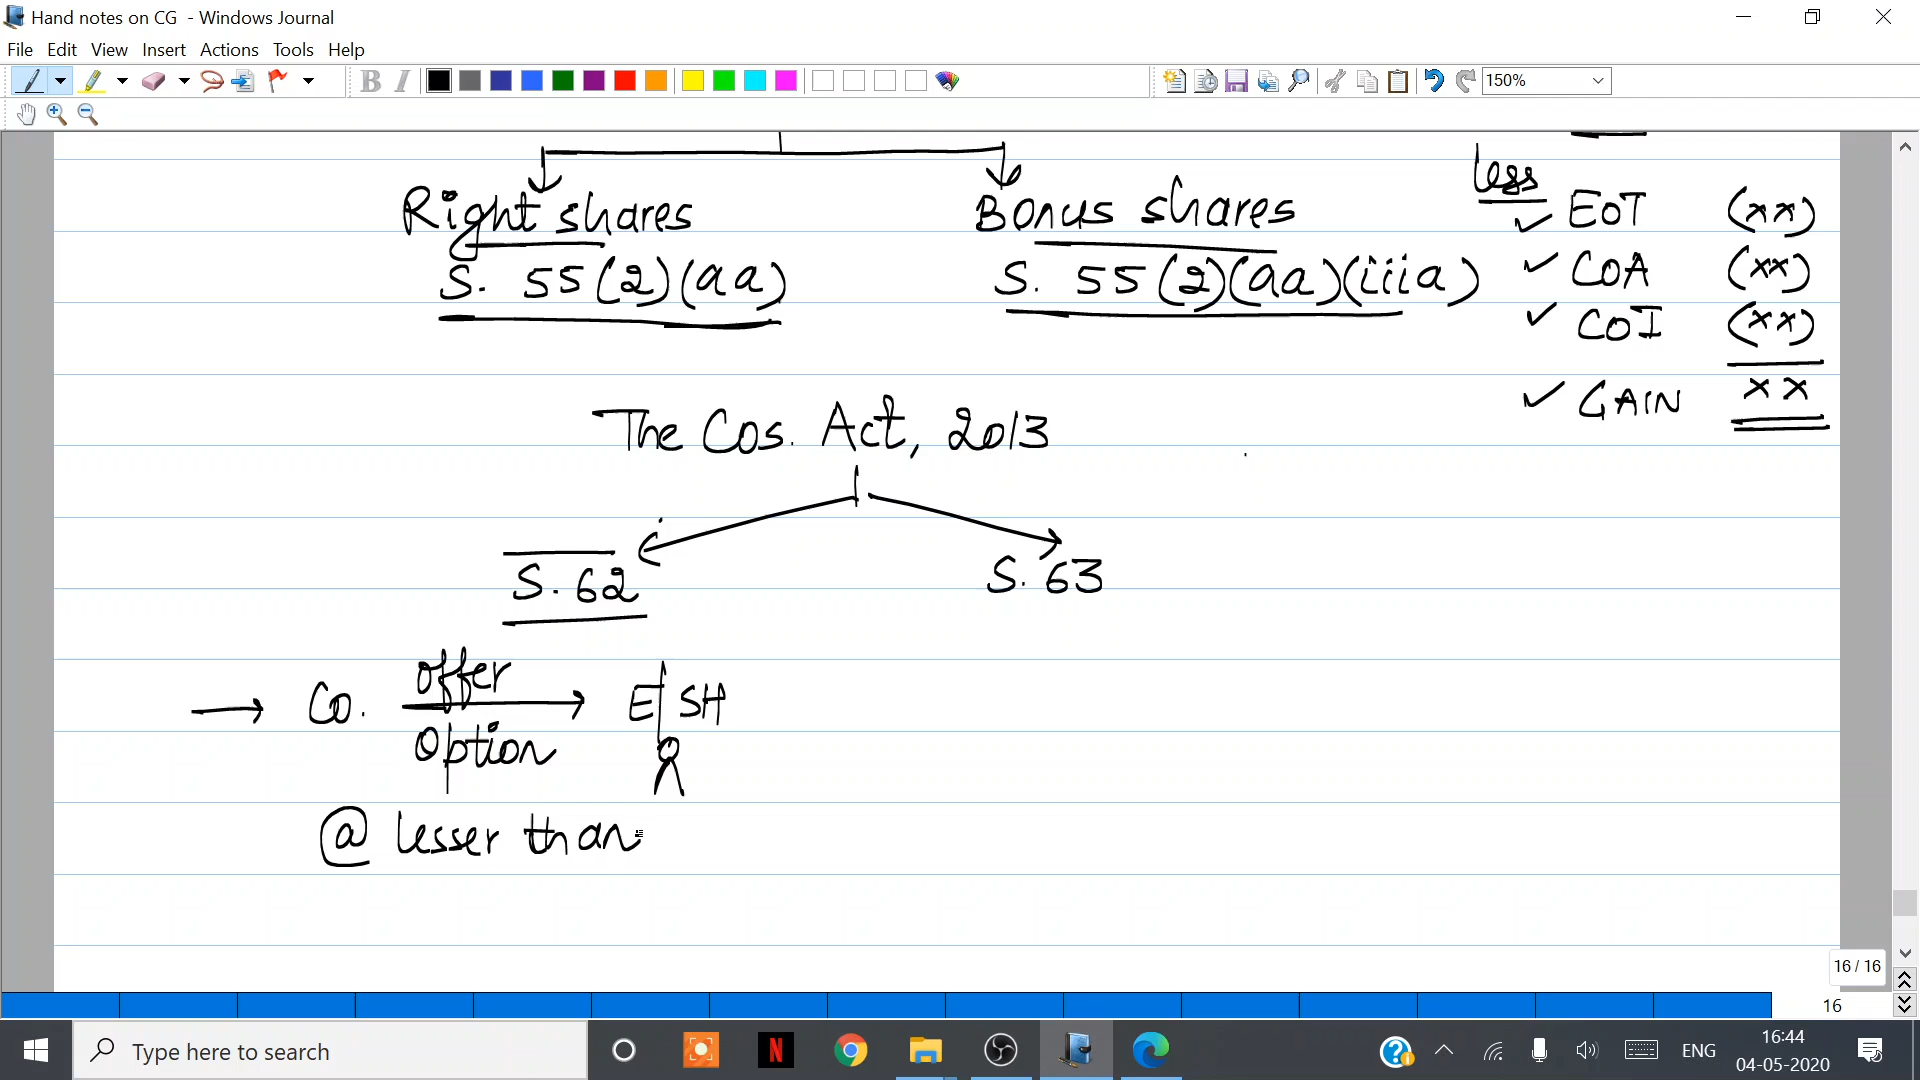 Hand notes on CG - Windows Journal
File Edit View Insert Actions Tools Help
B I
150%
Right shares
S. 55(2)(aa)
Bonus shares
S. 55(2)(aa)(iiia)
less
EOT (xx)
COA (xx)
COI (xx)
GAIN xx
The Cos. Act, 2013
S. 62
S. 63
Co. offer E SH
option
@ lesser than
16 / 16
16
Type here to search
N
ENG
16:44
04-05-2020